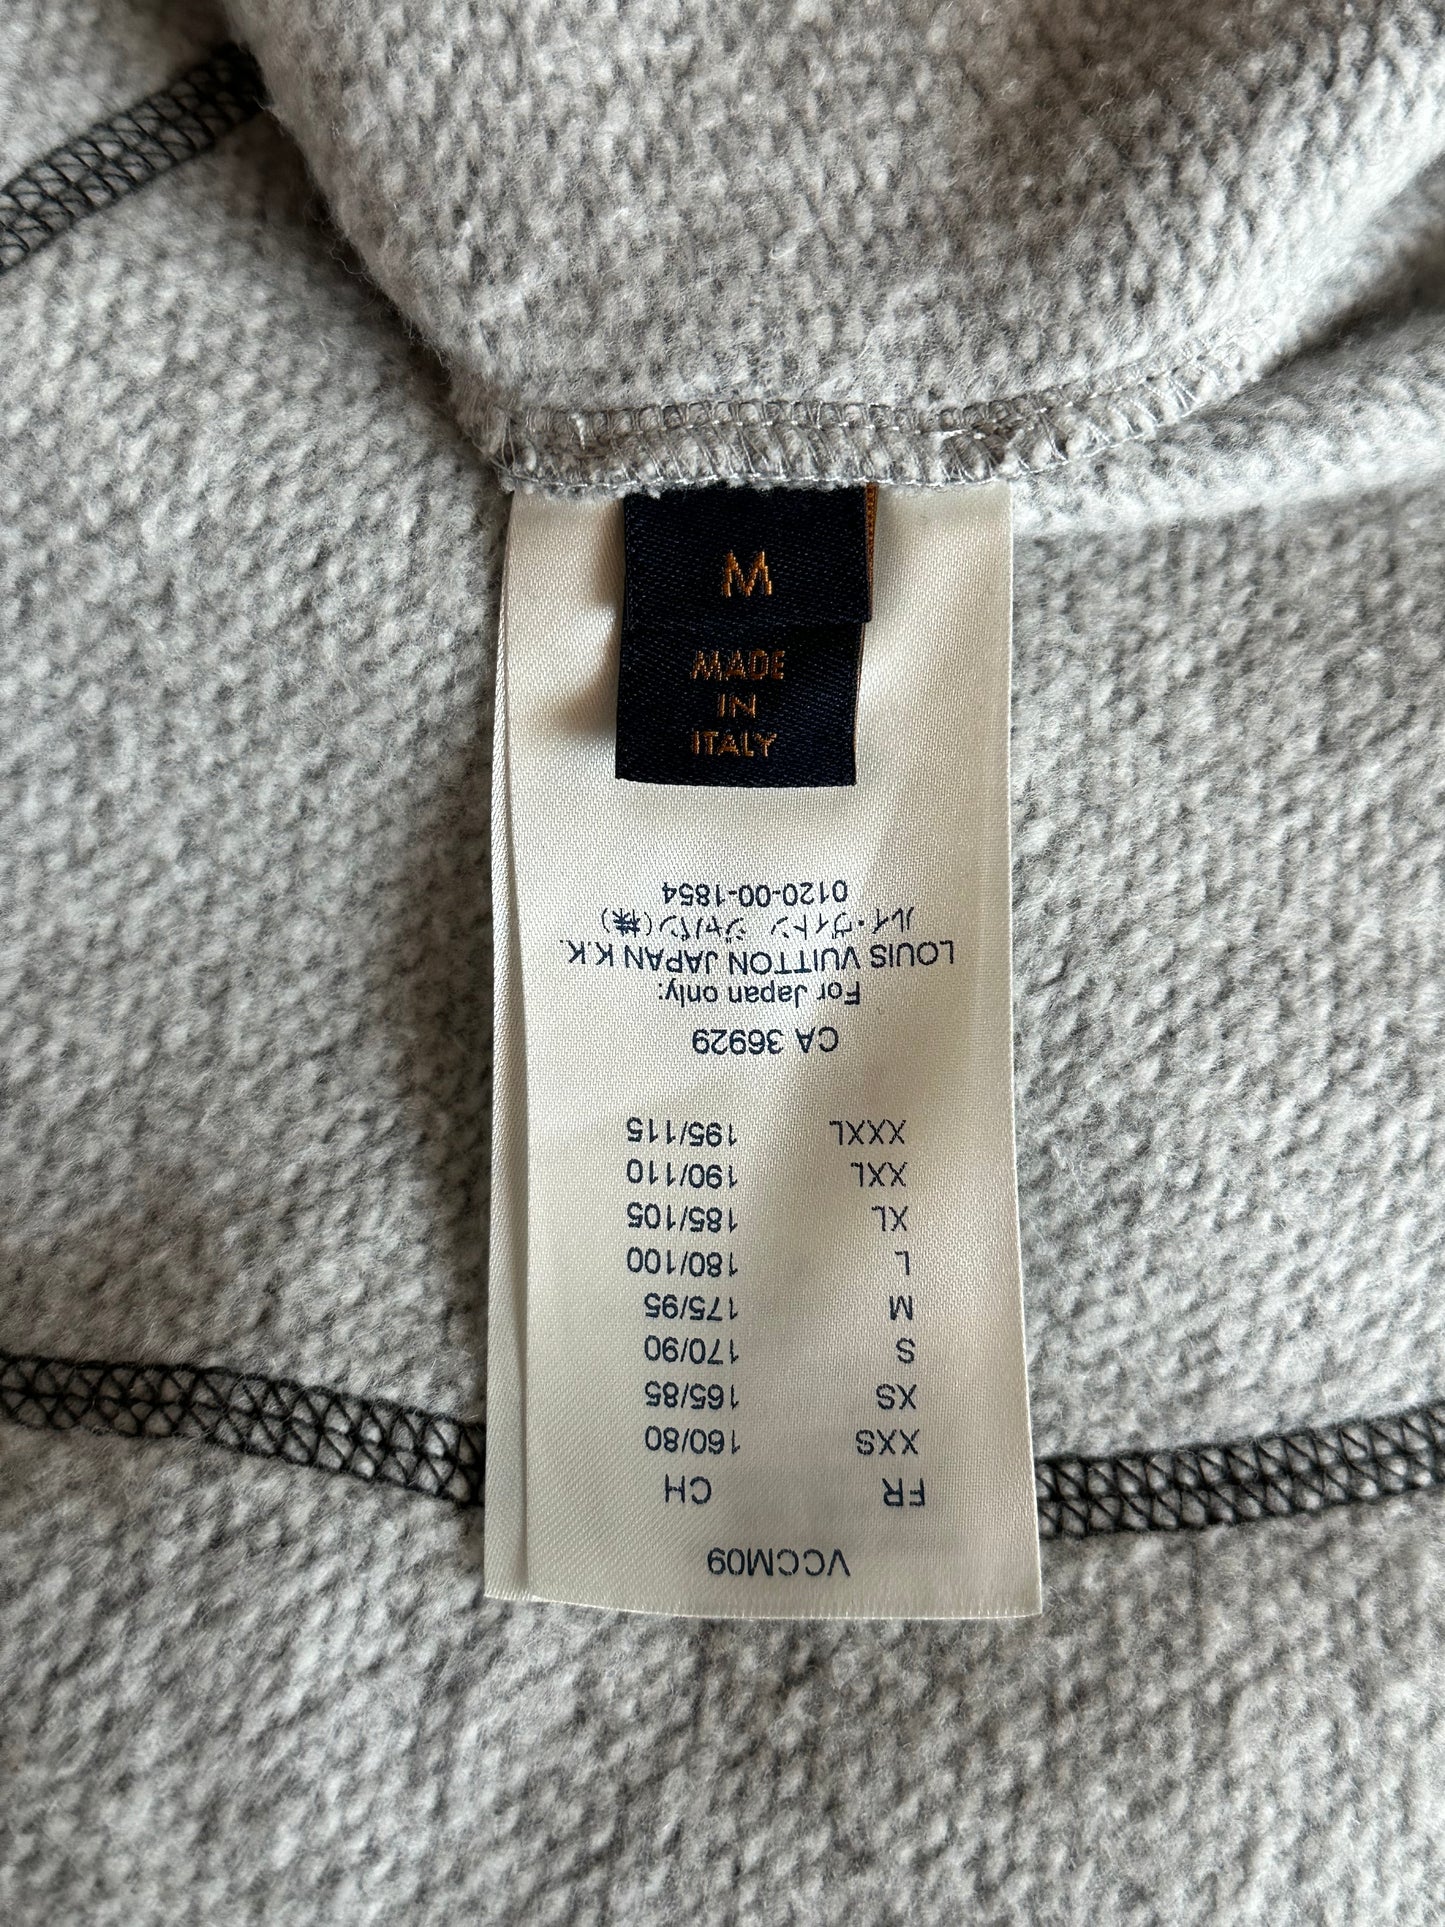 M
MADE
IN
ITALY
VCCM09
FR CH
XXS 160/80
XS 165/85
S 170/90
M 175/95
L 180/100
XL 185/105
XXL 190/110
XXXL 195/115
CA 36929
For Japan only:
LOUIS VUITTON JAPAN K.K.
ルイ・ヴィトン ジャパン(株)
0120-00-1854